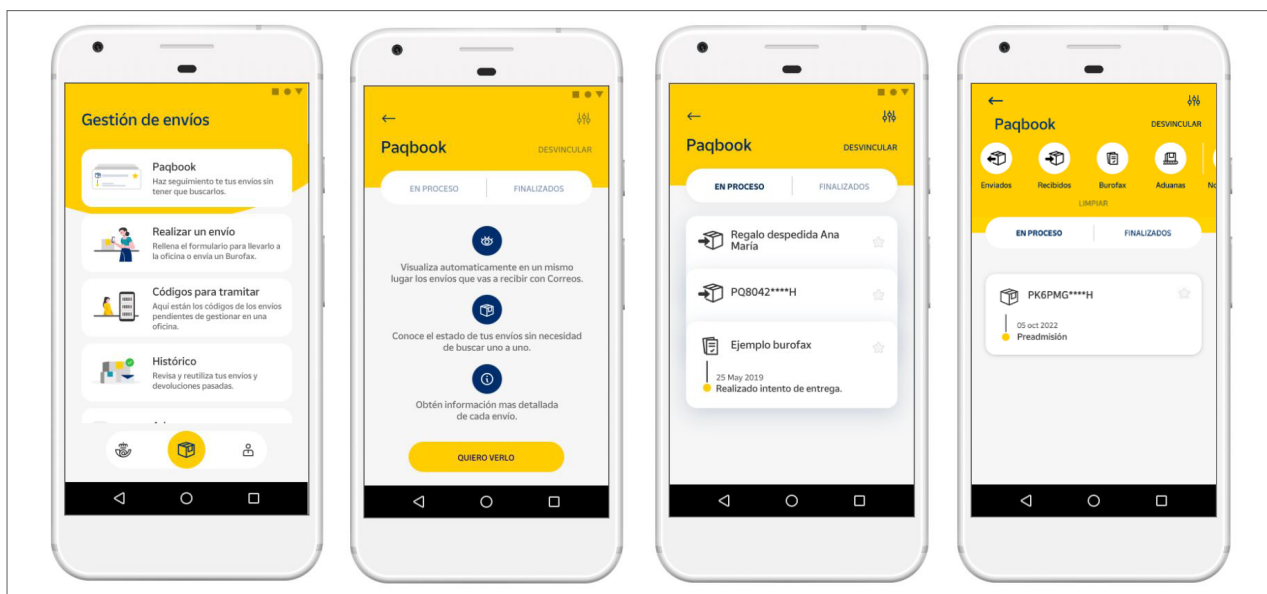 Gestión de envíos
Paqbook
Haz seguimiento te tus envíos sin
tener que buscarlos.
Realizar un envío
Rellena el formulario para llevarlo a
la oficina o envía un Burofax.
Códigos para tramitar
Aquí están los códigos de los envíos
pendientes de gestionar en una
oficina.
Histórico
Revisa y reutiliza tus envíos y
devoluciones pasadas.
Paqbook
DESVINCULAR
EN PROCESO
FINALIZADOS
Visualiza automaticamente en un mismo
lugar los envíos que vas a recibir con Correos.
Conoce el estado de tus envíos sin necesidad
de buscar uno a uno.
Obtén información mas detallada
de cada envío.
QUIERO VERLO
Paqbook
DESVINCULAR
EN PROCESO
FINALIZADOS
Regalo despedida Ana
María
PQ8042****H
Ejemplo burofax
25 May 2019
Realizado intento de entrega.
Paqbook
DESVINCULAR
Enviados
Recibidos
Burofax
Aduanas
No
LIMPIAR
EN PROCESO
FINALIZADOS
PK6PMG****H
05 oct 2022
Preadmisión